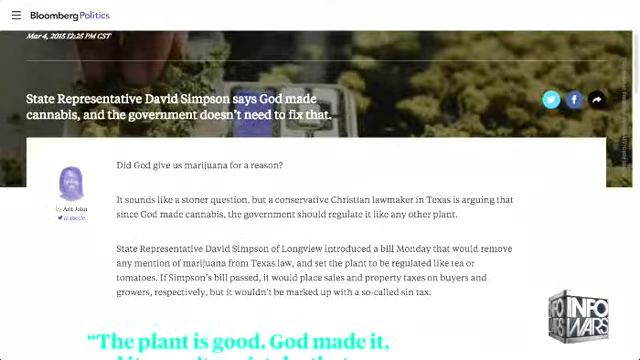 BloombergPolitics
Mar 4, 2015 12:25 PM CST
State Representative David Simpson says God made
cannabis, and the government doesn't need to fix that.
Did God give us marijuana for a reason?
By Arit John
It sounds like a stoner question, but a conservative Christian lawmaker in Texas is arguing that
since God made cannabis, the government should regulate it like any other plant.
State Representative David Simpson of Longview introduced a bill Monday that would remove
any mention of marijuana from Texas law, and set the plant to be regulated like tea or
tomatoes. If Simpson's bill passed, it would place sales and property taxes on buyers and
growers, respectively, but it wouldn't be marked up with a so-called sin tax.
"The plant is good. God made it,
INFO
WARS